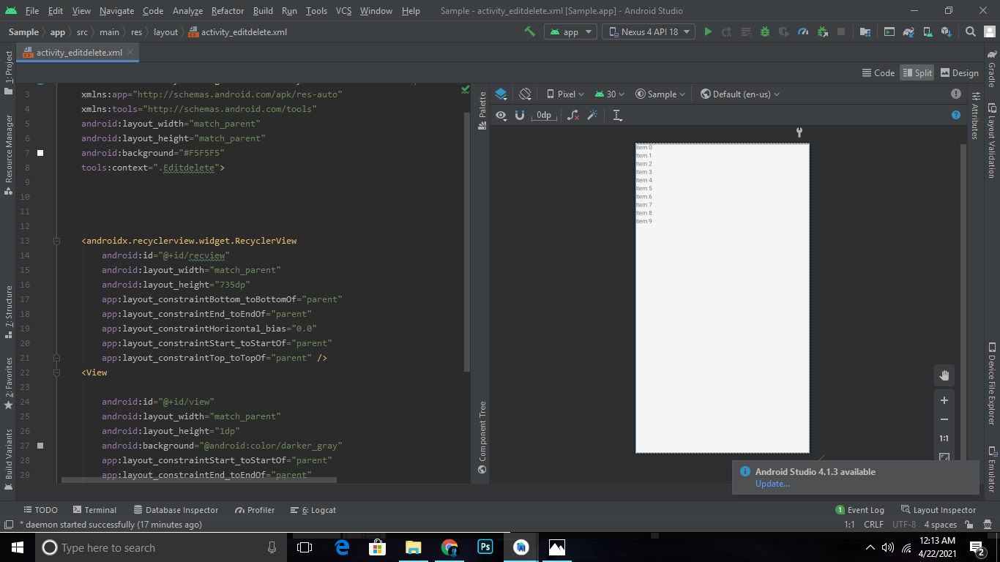 File Edit View Navigate Code Analyze Refactor Build Run Tools VCS Window Help Sample - activity_editdelete.xml [Sample.app] - Android Studio
Sample app src main res layout activity_editdelete.xml app Nexus 4 API 18
activity_editdelete.xml
Code Split Design
1: Project
Resource Manager
7: Structure
2: Favorites
Build Variants
3 xmlns:app="http://schemas.android.com/apk/res-auto"
4 xmlns:tools="http://schemas.android.com/tools"
5 android:layout_width="match_parent"
6 android:layout_height="match_parent"
7 android:background="#F5F5F5"
8 tools:context=".Editdelete">
9
10
11
12
13 <androidx.recyclerview.widget.RecyclerView
14 android:id="@+id/recview"
15 android:layout_width="match_parent"
16 android:layout_height="735dp"
17 app:layout_constraintBottom_toBottomOf="parent"
18 app:layout_constraintEnd_toEndOf="parent"
19 app:layout_constraintHorizontal_bias="0.0"
20 app:layout_constraintStart_toStartOf="parent"
21 app:layout_constraintTop_toTopOf="parent" />
22 <View
23
24 android:id="@+id/view"
25 android:layout_width="match_parent"
26 android:layout_height="1dp"
27 android:background="@android:color/darker_gray"
28 app:layout_constraintStart_toStartOf="parent"
29 app:layout_constraintEnd_toEndOf="parent"
Palette
Component Tree
Pixel 30 Sample Default (en-us)
0dp
Item 0
Item 1
Item 2
Item 3
Item 4
Item 5
Item 6
Item 7
Item 8
Item 9
1:1
Attributes
Gradle
Layout Validation
Device File Explorer
Emulator
Android Studio 4.1.3 available
Update...
TODO Terminal Database Inspector Profiler 6: Logcat 1 Event Log Layout Inspector
* daemon started successfully (17 minutes ago) 1:1 CRLF UTF-8 4 spaces
Type here to search Ps 12:13 AM
4/22/2021 2